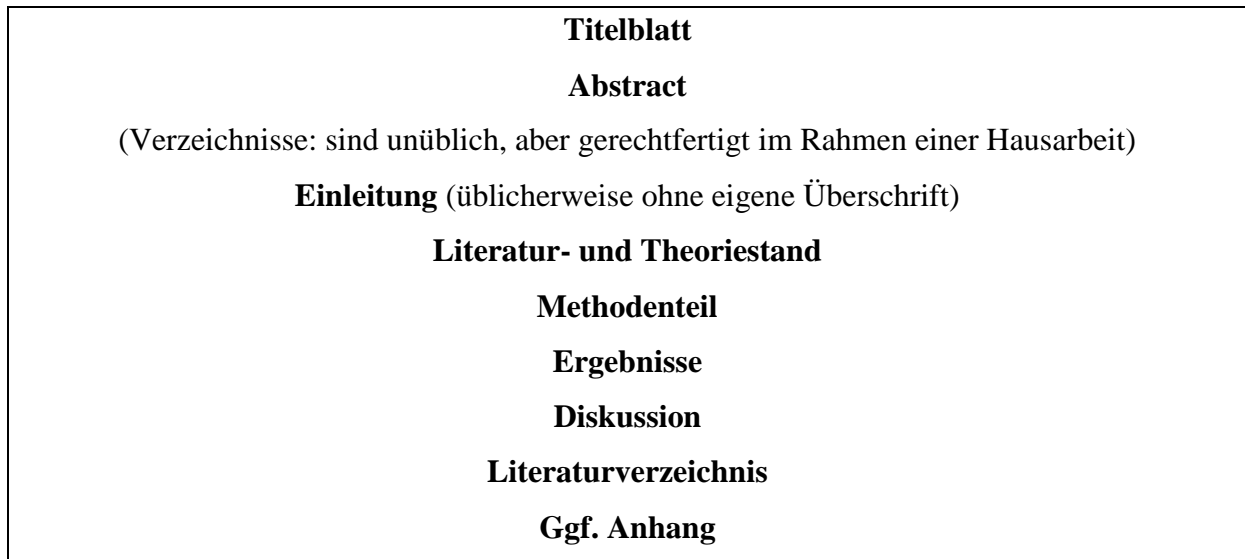 Titelblatt
Abstract
(Verzeichnisse: sind unüblich, aber gerechtfertigt im Rahmen einer Hausarbeit)
Einleitung (üblicherweise ohne eigene Überschrift)
Literatur- und Theoriestand
Methodenteil
Ergebnisse
Diskussion
Literaturverzeichnis
Ggf. Anhang